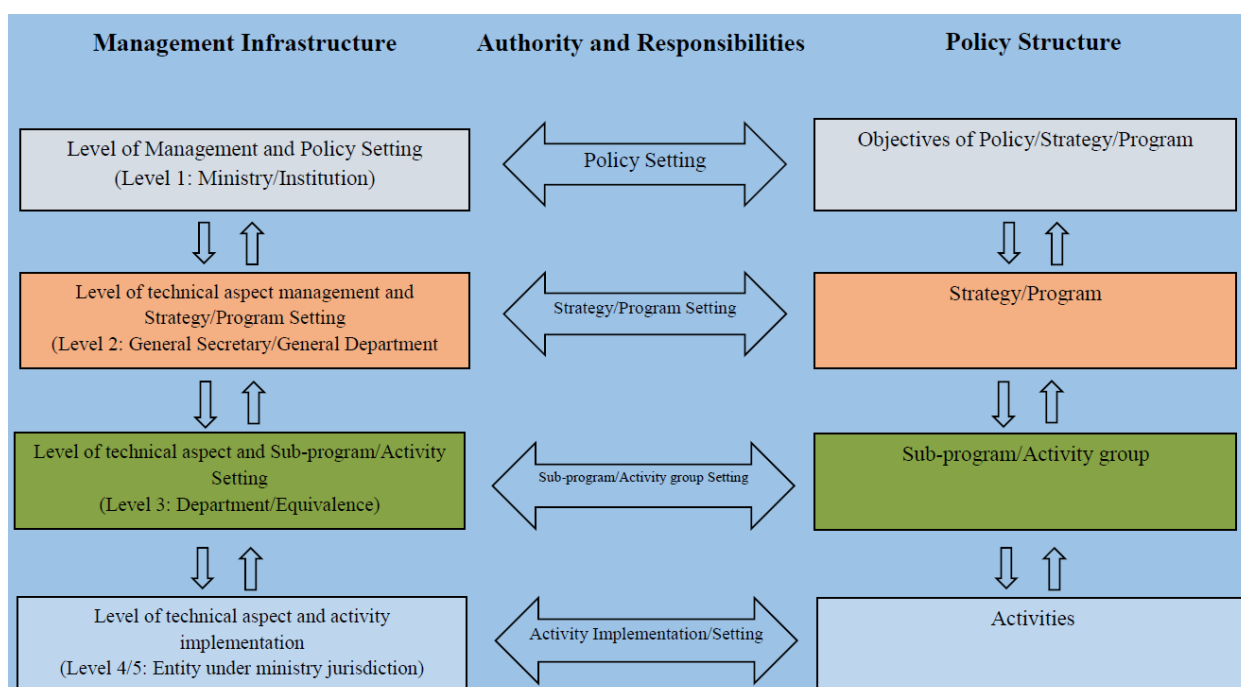 Management Infrastructure
Authority and Responsibilities
Policy Structure
Level of Management and Policy Setting
(Level 1: Ministry/Institution)
Policy Setting
Objectives of Policy/Strategy/Program
Level of technical aspect management and
Strategy/Program Setting
(Level 2: General Secretary/General Department
Strategy/Program Setting
Strategy/Program
Level of technical aspect and Sub-program/Activity
Setting
(Level 3: Department/Equivalence)
Sub-program/Activity group Setting
Sub-program/Activity group
Level of technical aspect and activity
implementation
(Level 4/5: Entity under ministry jurisdiction)
Activity Implementation/Setting
Activities